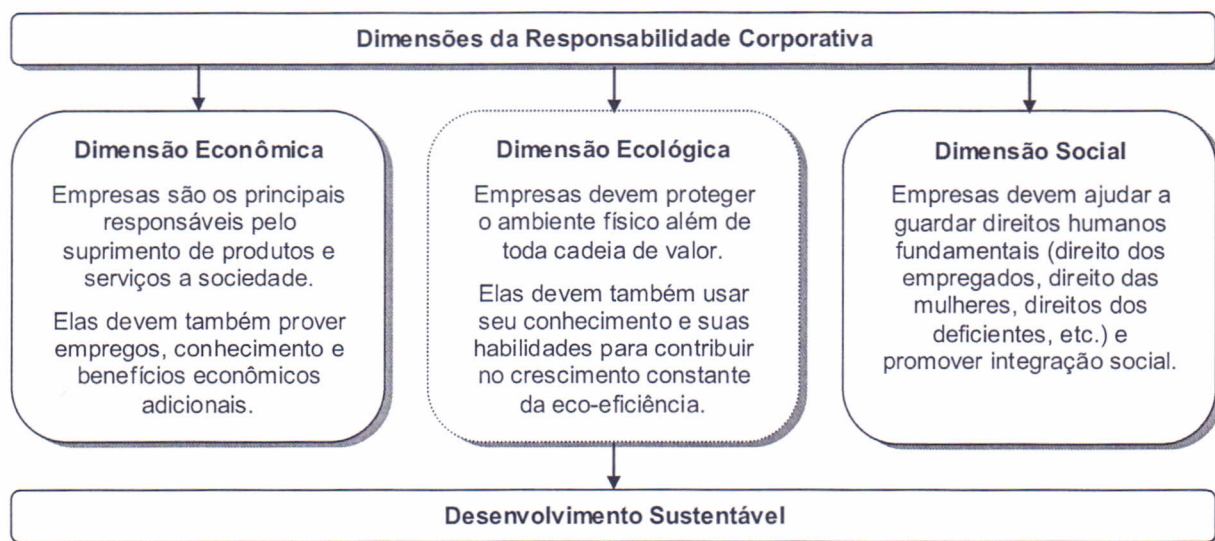 Dimensões da Responsabilidade Corporativa
Dimensão Econômica
Empresas são os principais
responsáveis pelo
suprimento de produtos e
serviços a sociedade.
Elas devem também prover
empregos, conhecimento e
benefícios econômicos
adicionais.
Dimensão Ecológica
Empresas devem proteger
o ambiente físico além de
toda cadeia de valor.
Elas devem também usar
seu conhecimento e suas
habilidades para contribuir
no crescimento constante
da eco-eficiência.
Dimensão Social
Empresas devem ajudar a
guardar direitos humanos
fundamentais (direito dos
empregados, direito das
mulheres, direitos dos
deficientes, etc.) e
promover integração social.
Desenvolvimento Sustentável